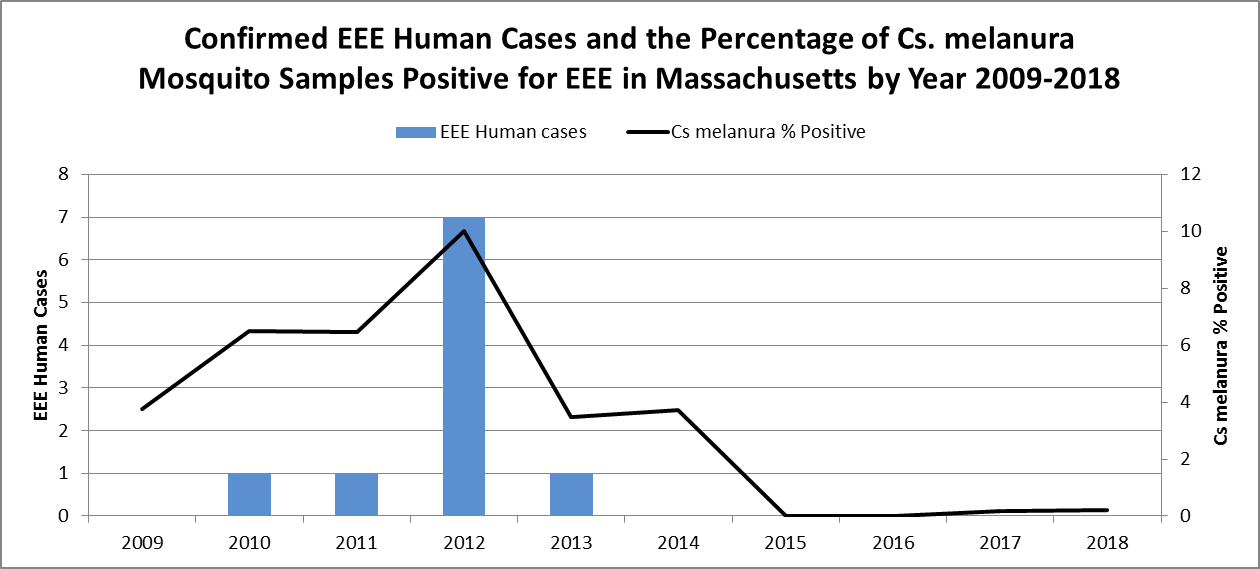 Confirmed EEE Human Cases and the Percentage of Cs. melanura
Mosquito Samples Positive for EEE in Massachusetts by Year 2009-2018
EEE Human cases
Cs melanura % Positive
8
7
6
5
4
3
2
1
0
EEE Human Cases
12
10
8
6
4
2
0
Cs melanura % Positive
2009 2010 2011 2012 2013 2014 2015 2016 2017 2018